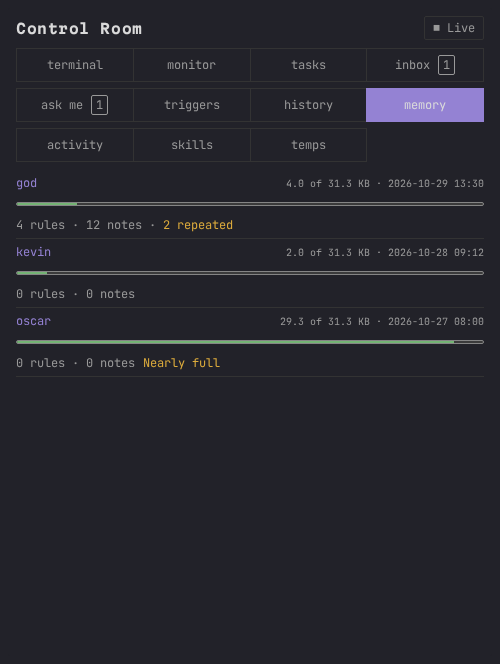 Control Room
Live
terminal
monitor
tasks
inbox 1
ask me 1
triggers
history
memory
activity
skills
temps
god
4.0 of 31.3 KB · 2026-10-29 13:30
4 rules · 12 notes · 2 repeated
kevin
2.0 of 31.3 KB · 2026-10-28 09:12
0 rules · 0 notes
oscar
29.3 of 31.3 KB · 2026-10-27 08:00
0 rules · 0 notes Nearly full